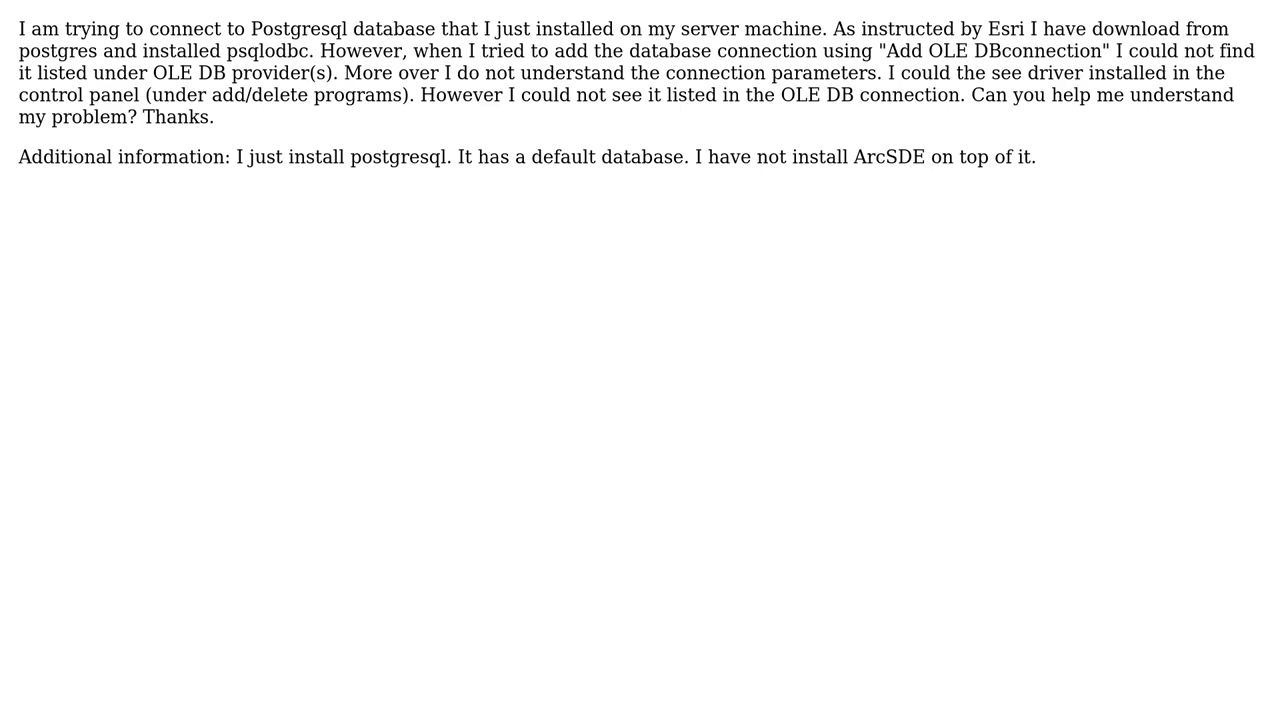 I am trying to connect to Postgresql database that I just installed on my server machine. As instructed by Esri I have download from
postgres and installed psqlodbc. However, when I tried to add the database connection using "Add OLE DBconnection" I could not find
it listed under OLE DB provider(s). More over I do not understand the connection parameters. I could the see driver installed in the
control panel (under add/delete programs). However I could not see it listed in the OLE DB connection. Can you help me understand
my problem? Thanks.
Additional information: I just install postgresql. It has a default database. I have not install ArcSDE on top of it.